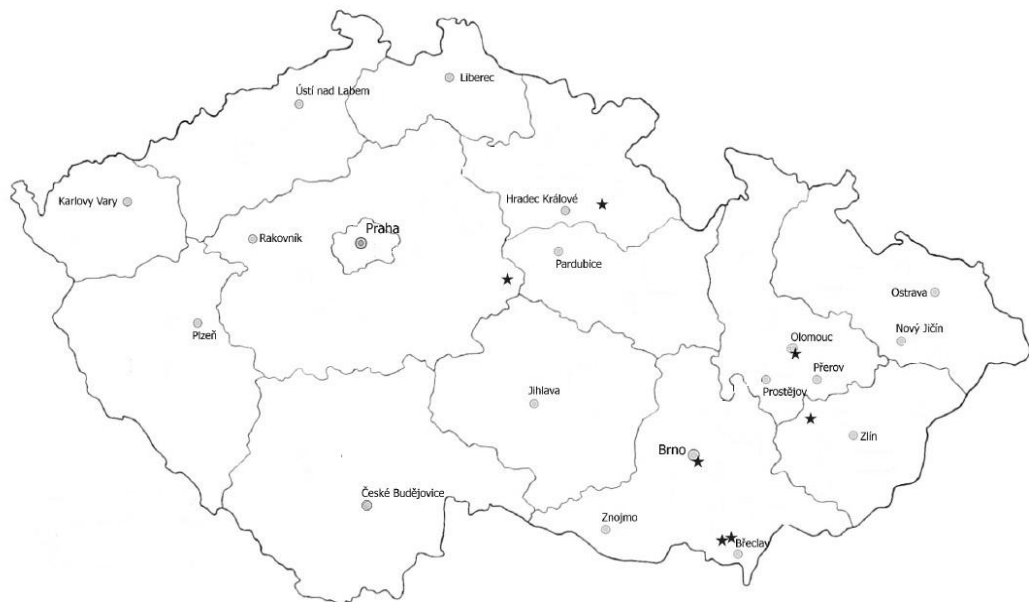 Liberec
Ústí nad Labem
Karlovy Vary
Hradec Králové
Praha
Rakovník
Pardubice
Ostrava
Plzeň
Olomouc
Nový Jičín
Přerov
Prostějov
Jihlava
Zlín
Brno
České Budějovice
Znojmo
Břeclav